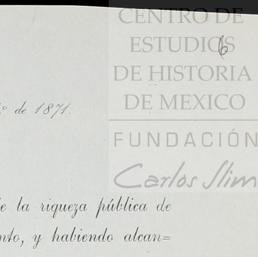 CENTRO DE
ESTUDIOS
6
DE HISTORIA
DE MEXICO
º de 1871.
FUNDACIÓN
Carlos Slim
e la riqueza pública de
nto, y habiendo alcan=